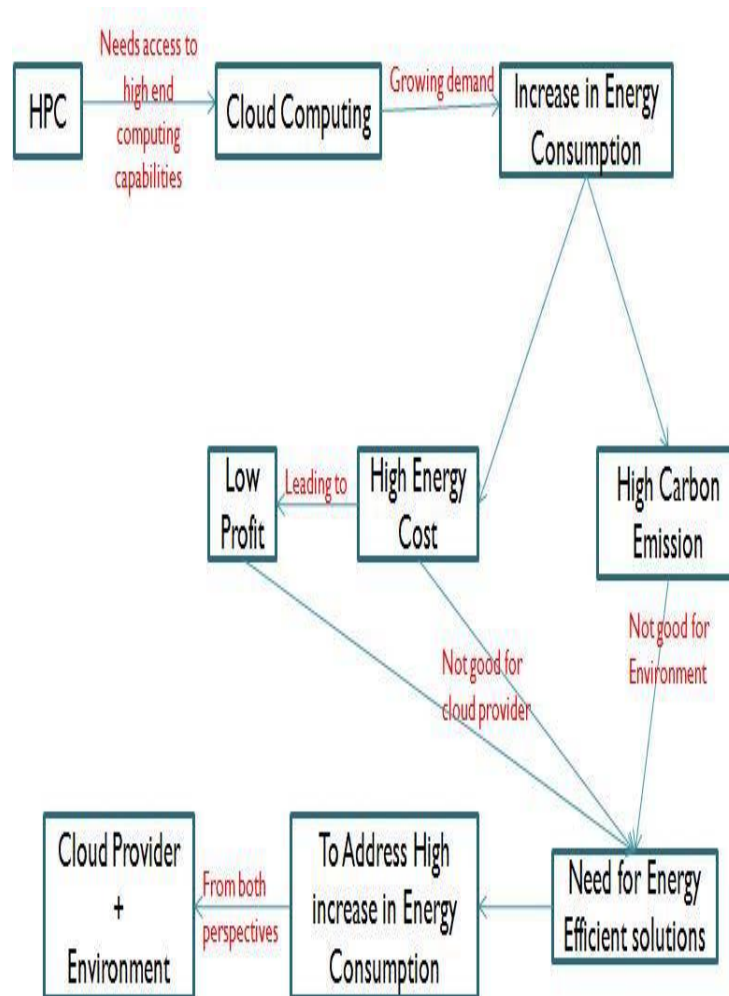 Needs access to
high end
computing
capabilities
HPC
Cloud Computing
Growing demand
Increase in Energy
Consumption
Low
Profit
Leading to
High Energy
Cost
High Carbon
Emission
Not good for
cloud provider
Not good for
Environment
Cloud Provider
+
Environment
From both
perspectives
To Address High
increase in Energy
Consumption
Need for Energy
Efficient solutions